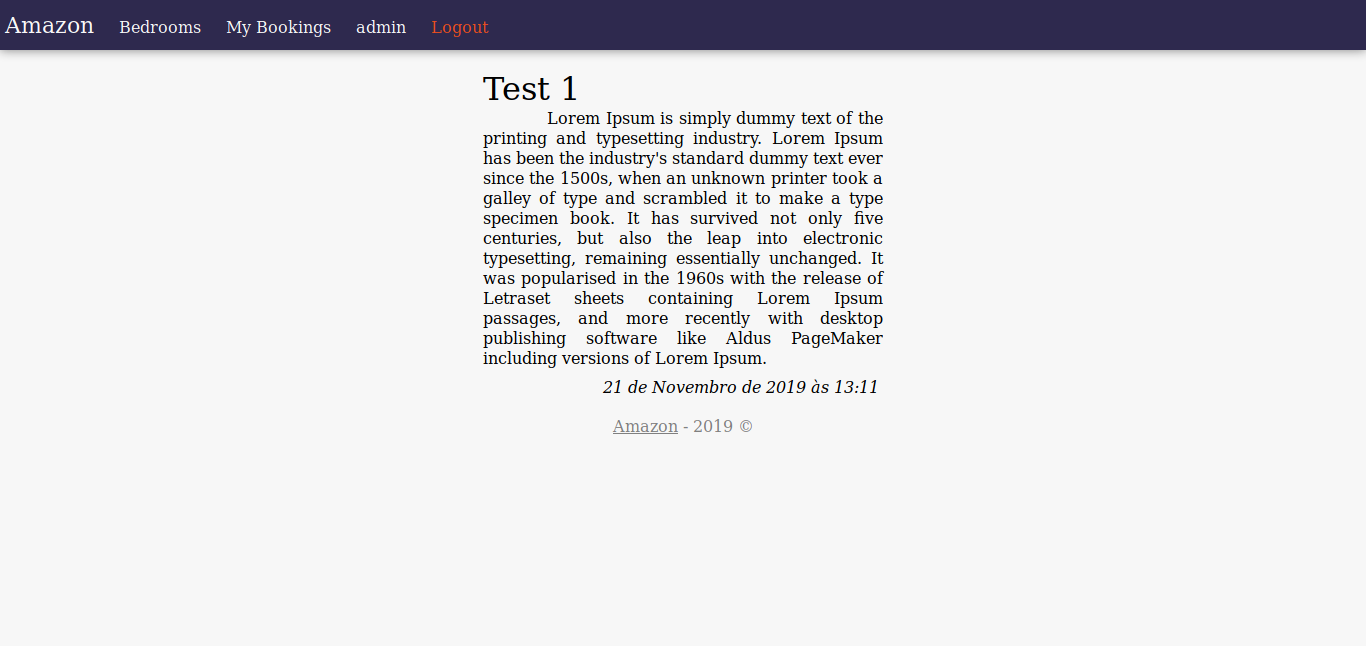 Amazon Bedrooms My Bookings admin Logout
Test 1
Lorem Ipsum is simply dummy text of the
printing and typesetting industry. Lorem Ipsum
has been the industry's standard dummy text ever
since the 1500s, when an unknown printer took a
galley of type and scrambled it to make a type
specimen book. It has survived not only five
centuries, but also the leap into electronic
typesetting, remaining essentially unchanged. It
was popularised in the 1960s with the release of
Letraset sheets containing Lorem Ipsum
passages, and more recently with desktop
publishing software like Aldus PageMaker
including versions of Lorem Ipsum.
21 de Novembro de 2019 às 13:11
Amazon - 2019 ©